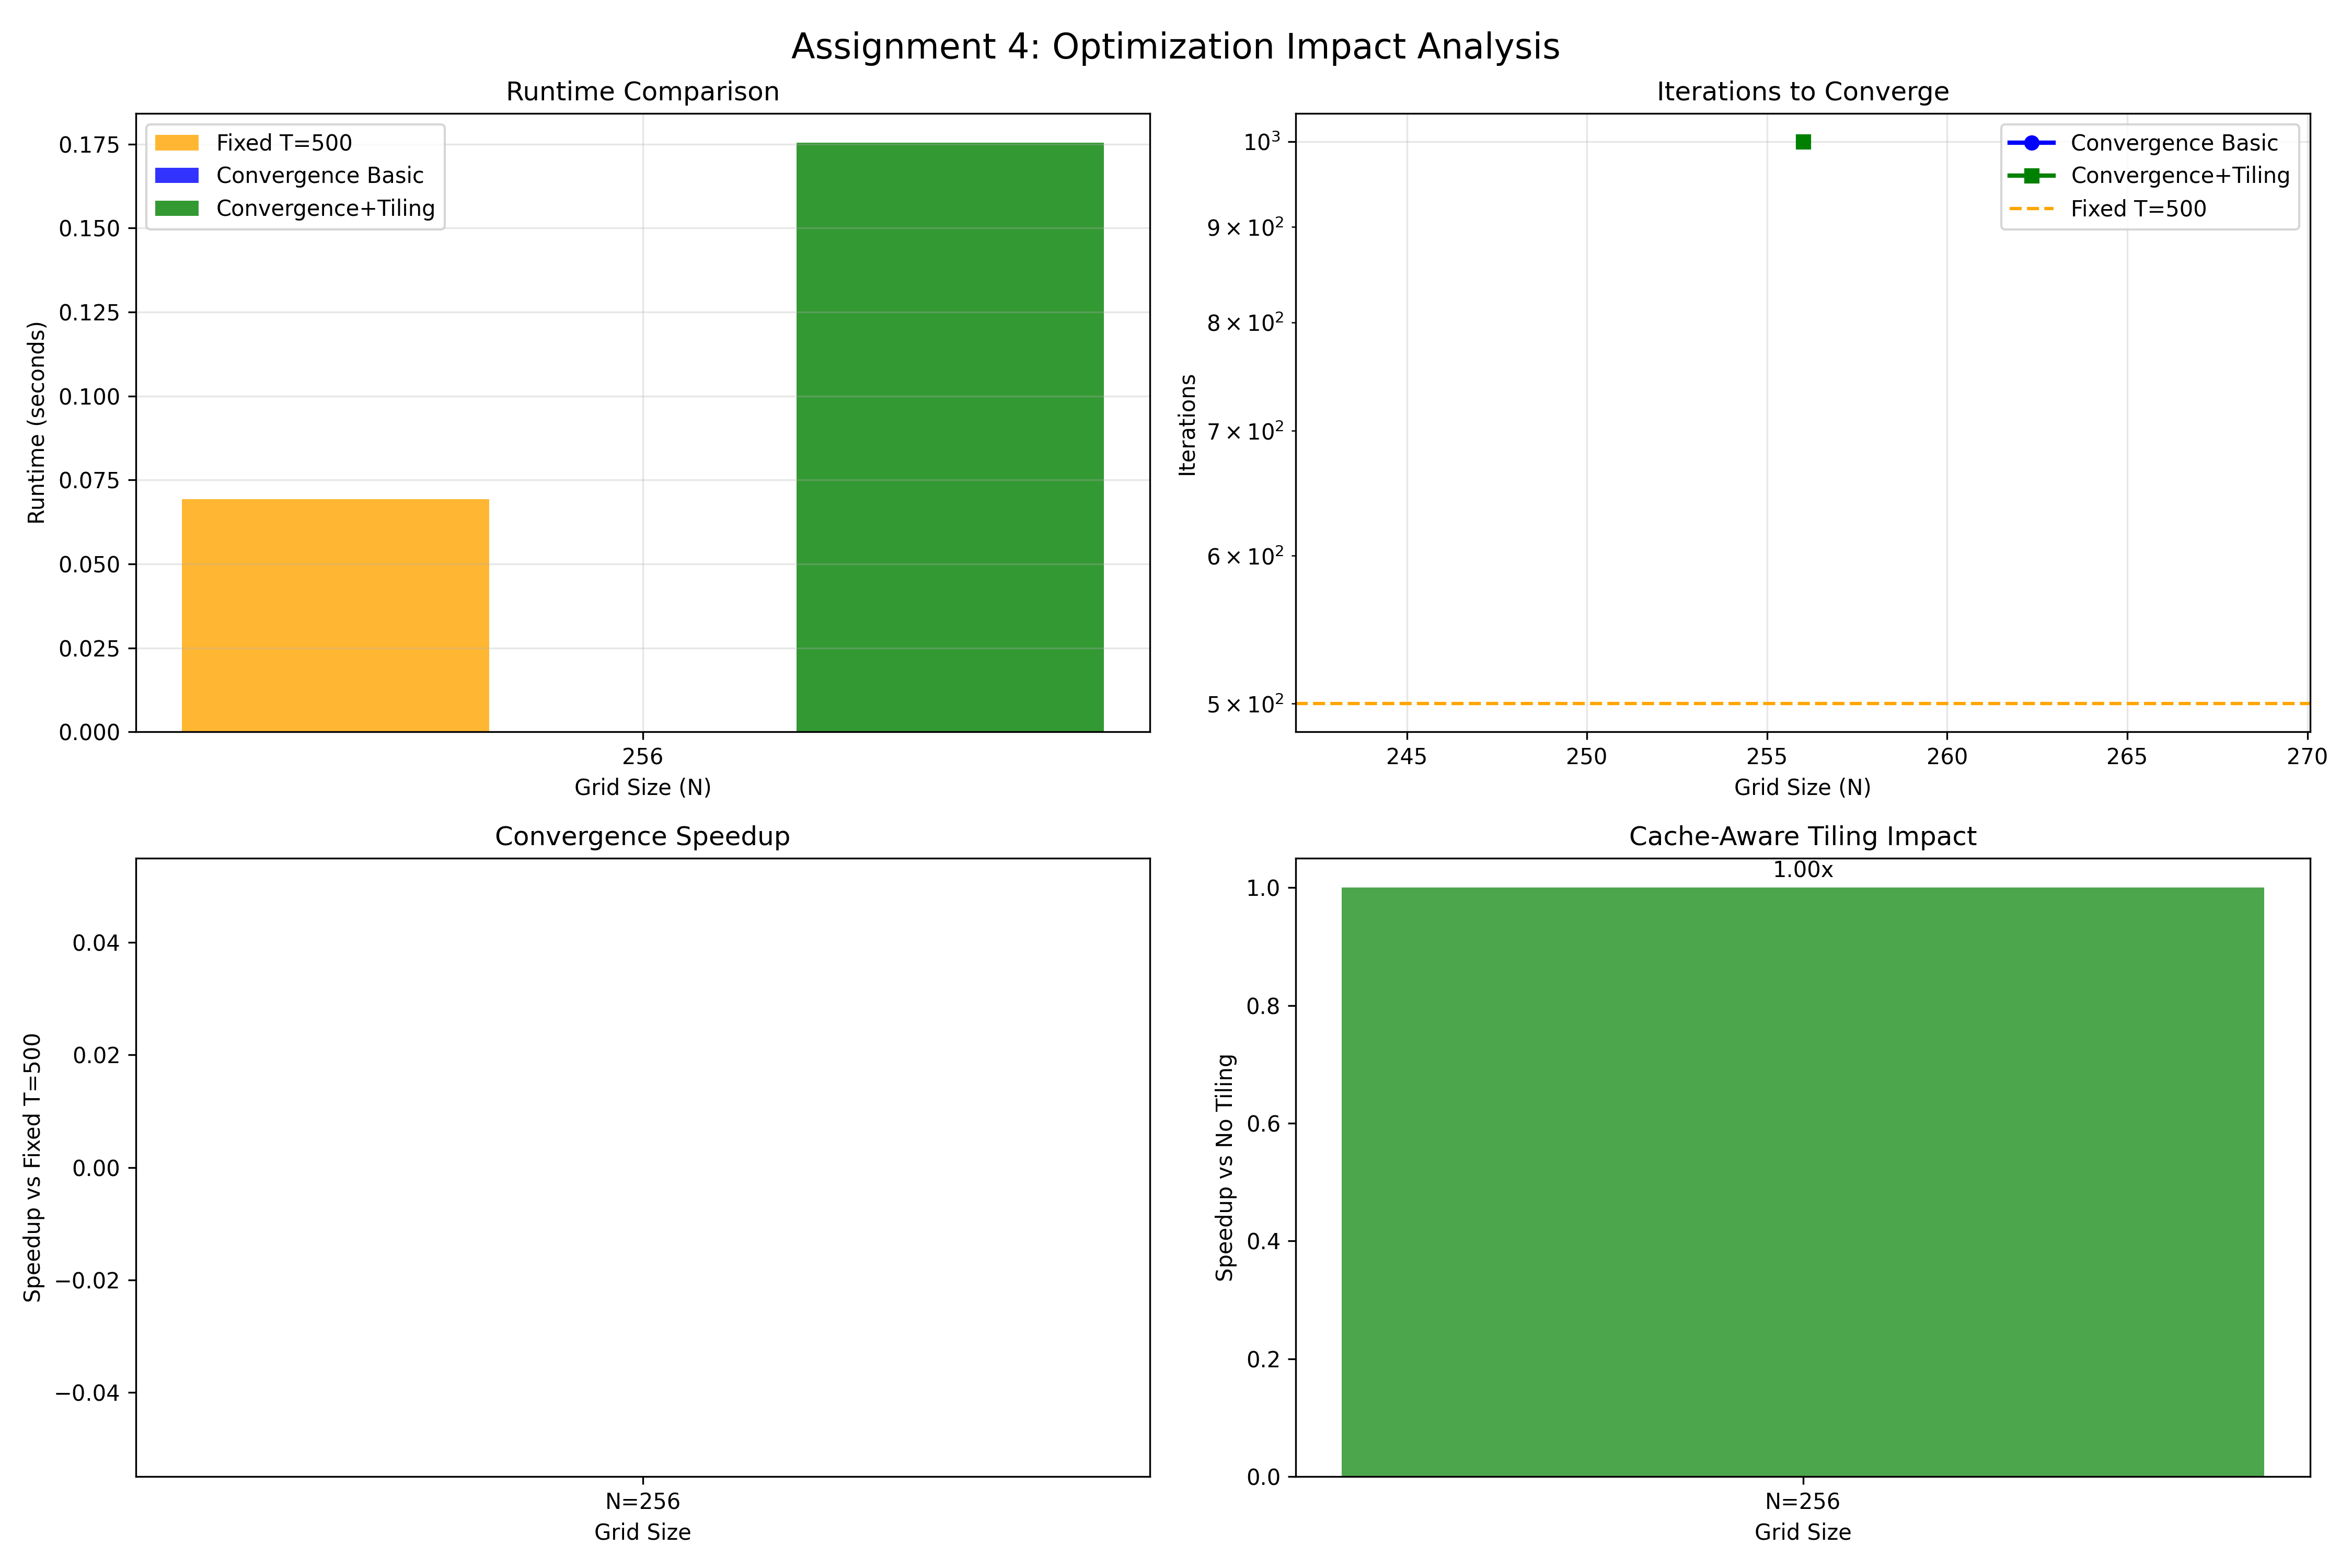 Assignment 4: Optimization Impact Analysis
Runtime Comparison
Fixed T=500
Convergence Basic
Convergence+Tiling
0.175
0.150
0.125
0.100
0.075
0.050
0.025
0.000
Runtime (seconds)
256
Grid Size (N)
Iterations to Converge
Convergence Basic
Convergence+Tiling
Fixed T=500
10³
9 × 10²
8 × 10²
7 × 10²
6 × 10²
5 × 10²
Iterations
245 250 255 260 265 270
Grid Size (N)
Convergence Speedup
0.04
0.02
0.00
−0.02
−0.04
Speedup vs Fixed T=500
N=256
Grid Size
Cache-Aware Tiling Impact
1.00x
1.0
0.8
0.6
0.4
0.2
0.0
Speedup vs No Tiling
N=256
Grid Size